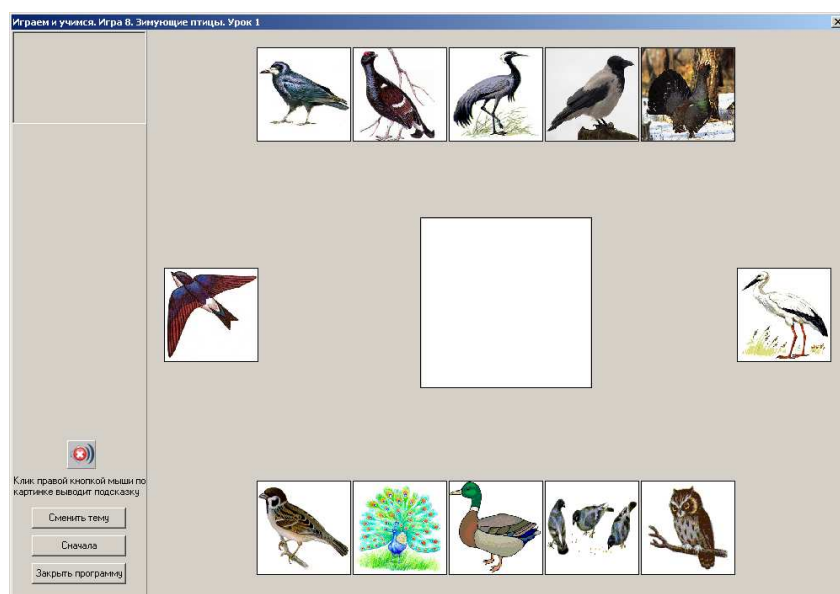 Играем и учимся. Игра 8. Зимующие птицы. Урок 1
Клик правой кнопкой мыши по
картинке выводит подсказку
Сменить тему
Сначала
Закрыть программу